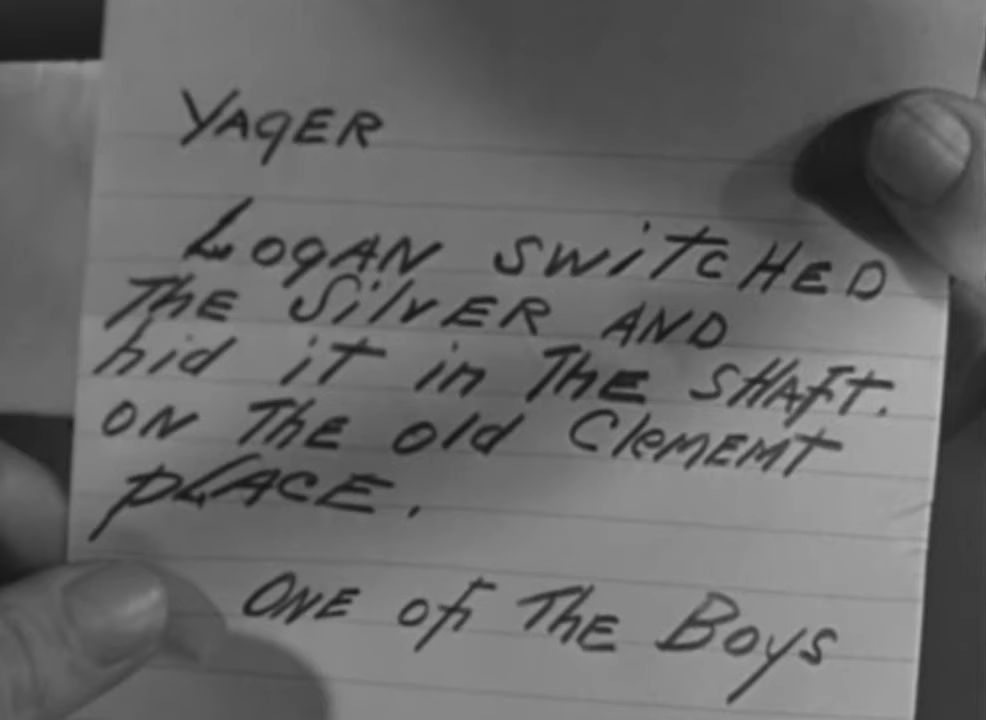 YAgER
LOgAN SWiTCHED
ThE SilvER AND
hid iT in ThE SHAFT.
ON ThE old ClEMEMT
PLACE.
ONE of ThE Boys